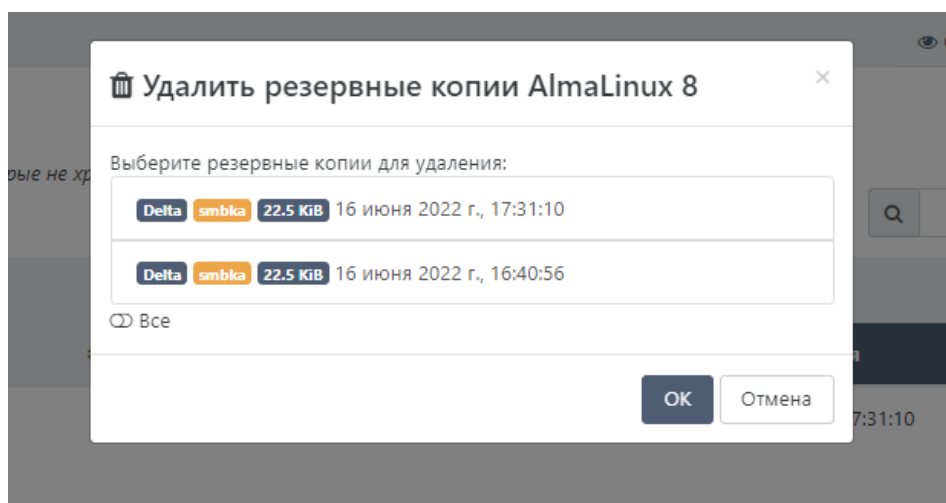 Удалить резервные копии AlmaLinux 8
Выберите резервные копии для удаления:
Delta smbka 22.5 KiB 16 июня 2022 г., 17:31:10
Delta smbka 22.5 KiB 16 июня 2022 г., 16:40:56
Все
OK Отмена
рые не хр
я
7:31:10